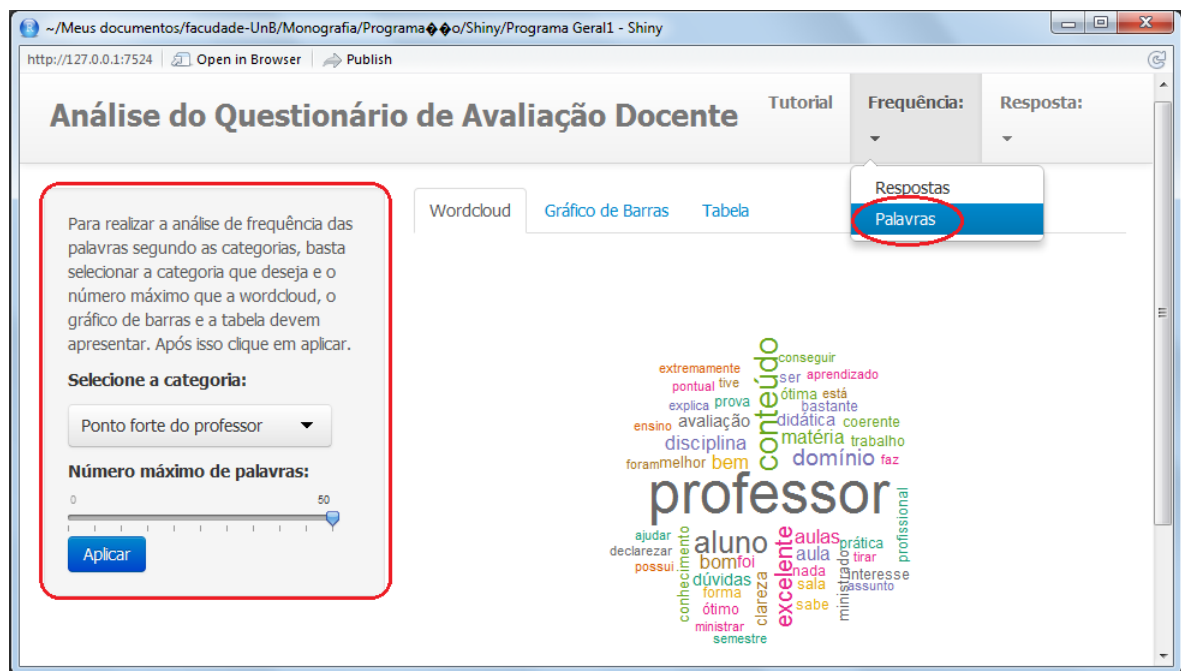 ~/Meus documentos/facudade-UnB/Monografia/Programa��o/Shiny/Programa Geral1 - Shiny
http://127.0.0.1:7524 Open in Browser Publish
Análise do Questionário de Avaliação Docente
Tutorial
Frequência:
Resposta:
Respostas
Palavras
Para realizar a análise de frequência das
palavras segundo as categorias, basta
selecionar a categoria que deseja e o
número máximo que a wordcloud, o
gráfico de barras e a tabela devem
apresentar. Após isso clique em aplicar.
Selecione a categoria:
Ponto forte do professor
Número máximo de palavras:
0 50
Aplicar
Wordcloud Gráfico de Barras Tabela
conteúdo
conseguir
extremamente
ser aprendizado
pontual tive
ótima está
explica prova
bastante
ensino avaliação
didática coerente
disciplina
matéria trabalho
foram melhor bem
domínio faz
professor
profissional
ajudar
conhecimento
aluno
excelente
aulas
prática
declarezar
bom foi
aula
ministrado
tirar
possui
dúvidas
clareza
nada
interesse
forma
sala
assunto
ótimo
sabe
ministrar
semestre